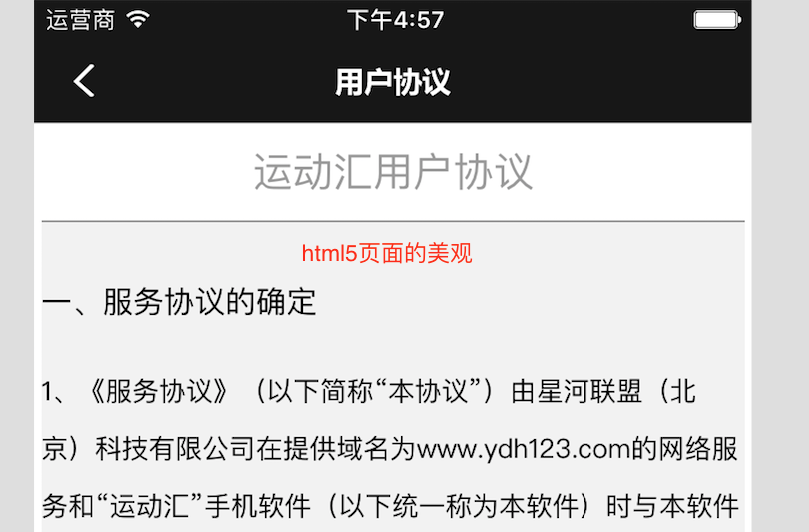 运营商 下午4:57
用户协议
运动汇用户协议
html5页面的美观
一、服务协议的确定
1、《服务协议》（以下简称“本协议”）由星河联盟（北
京）科技有限公司在提供域名为www.ydh123.com的网络服
务和“运动汇”手机软件（以下统一称为本软件）时与本软件